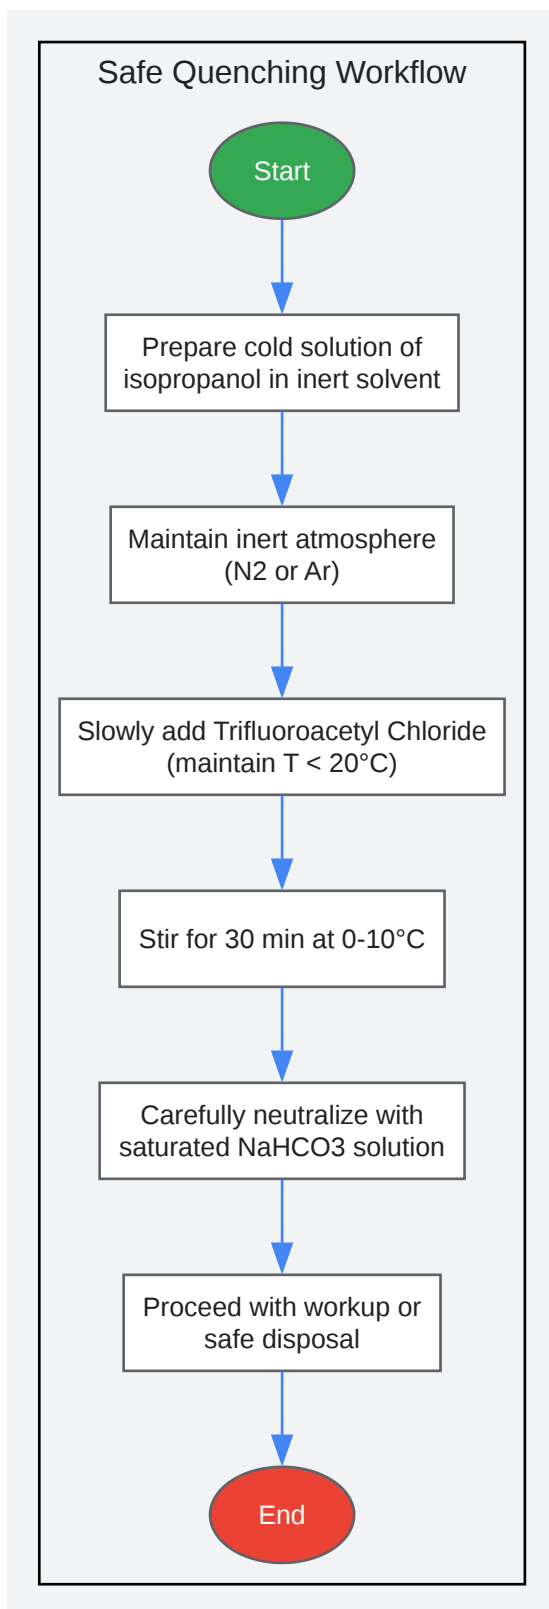 Safe Quenching Workflow
Start
Prepare cold solution of
isopropanol in inert solvent
Maintain inert atmosphere
(N2 or Ar)
Slowly add Trifluoroacetyl Chloride
(maintain T < 20°C)
Stir for 30 min at 0-10°C
Carefully neutralize with
saturated NaHCO3 solution
Proceed with workup or
safe disposal
End